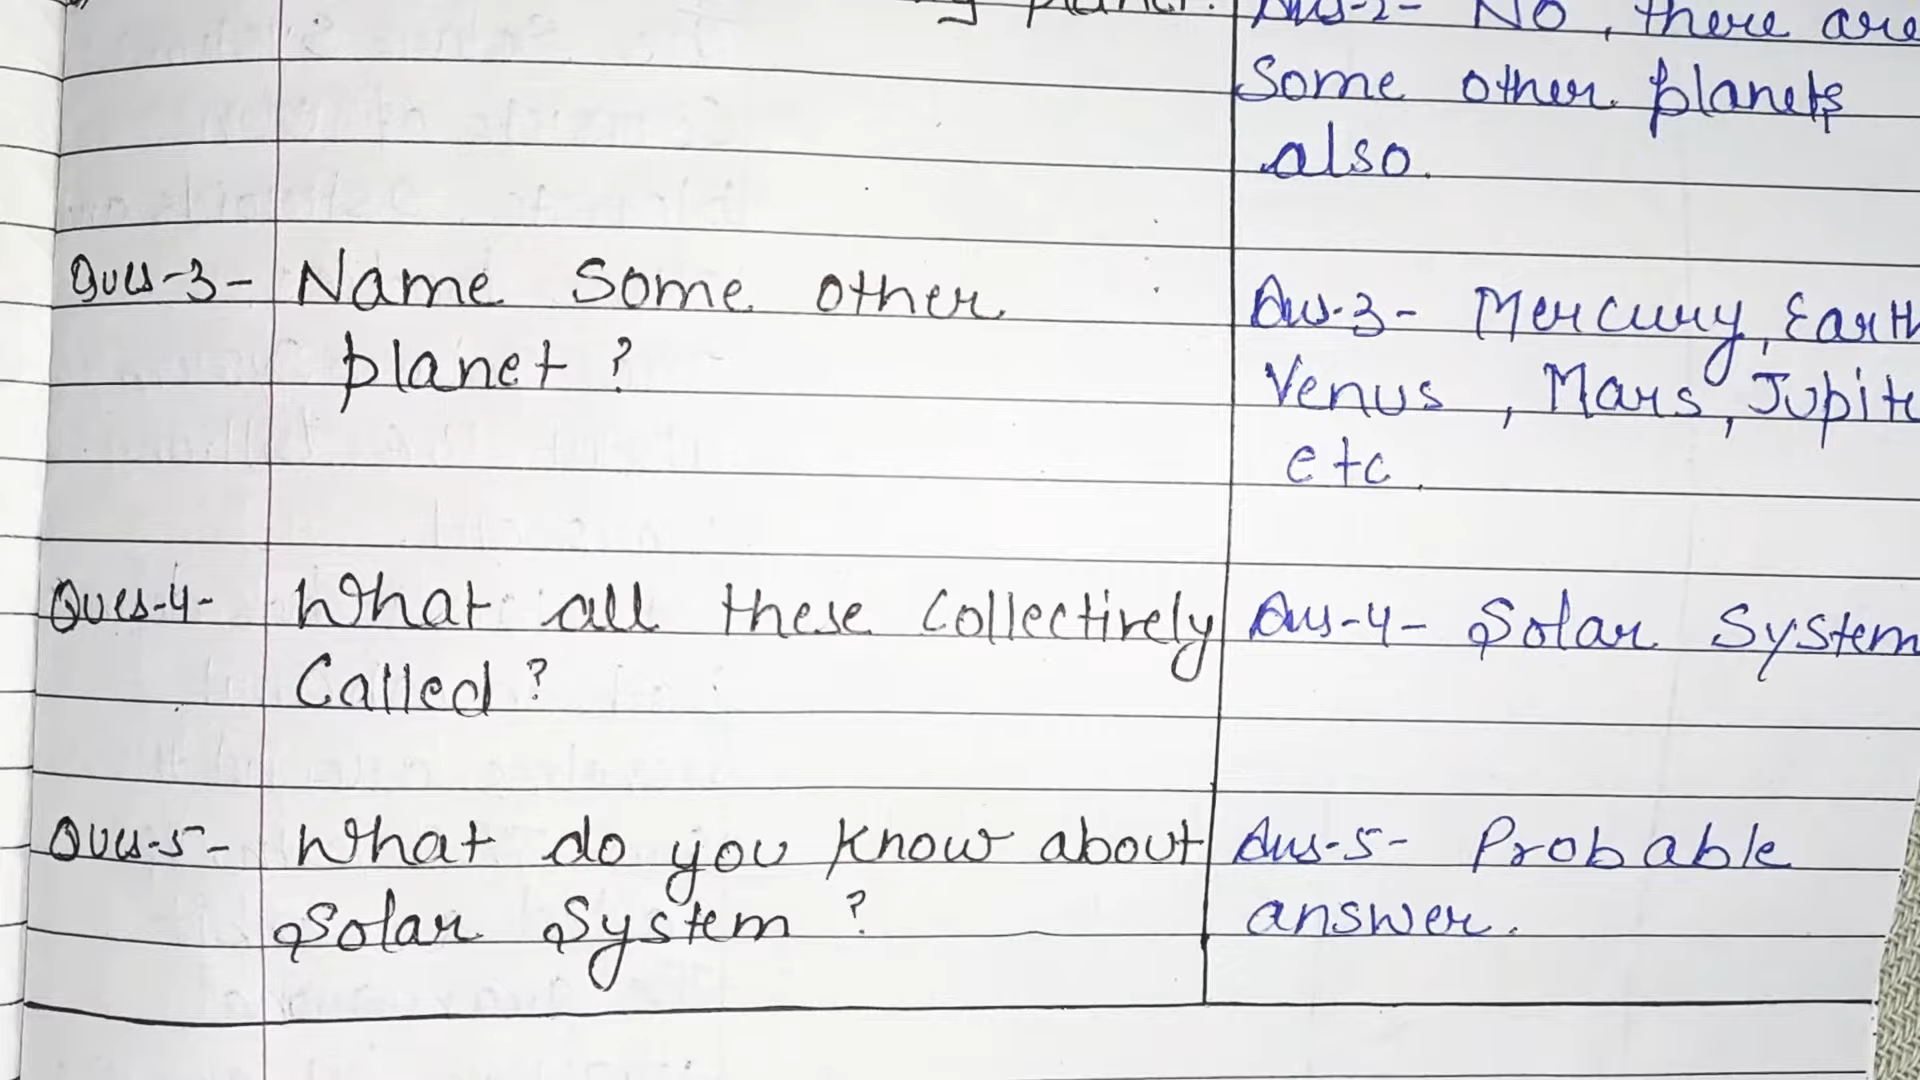 Ans-2- No, there are
Some other planets
also.
Ques-3- Name Some other
planet ?
Ans-3- Mercury, Earth
Venus , Mars, Jupite
etc.
Ques-4- What all these Collectively
Called ?
Ans-4- Solar System
Ques-5- What do you Know about
Solar System ?
Ans-5- Probable
answer.